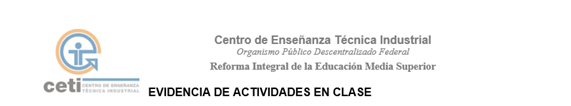 Centro de Enseñanza Técnica Industrial
Organismo Público Descentralizado Federal
Reforma Integral de la Educación Media Superior
ceti CENTRO DE ENSEÑANZA
TÉCNICA INDUSTRIAL
EVIDENCIA DE ACTIVIDADES EN CLASE